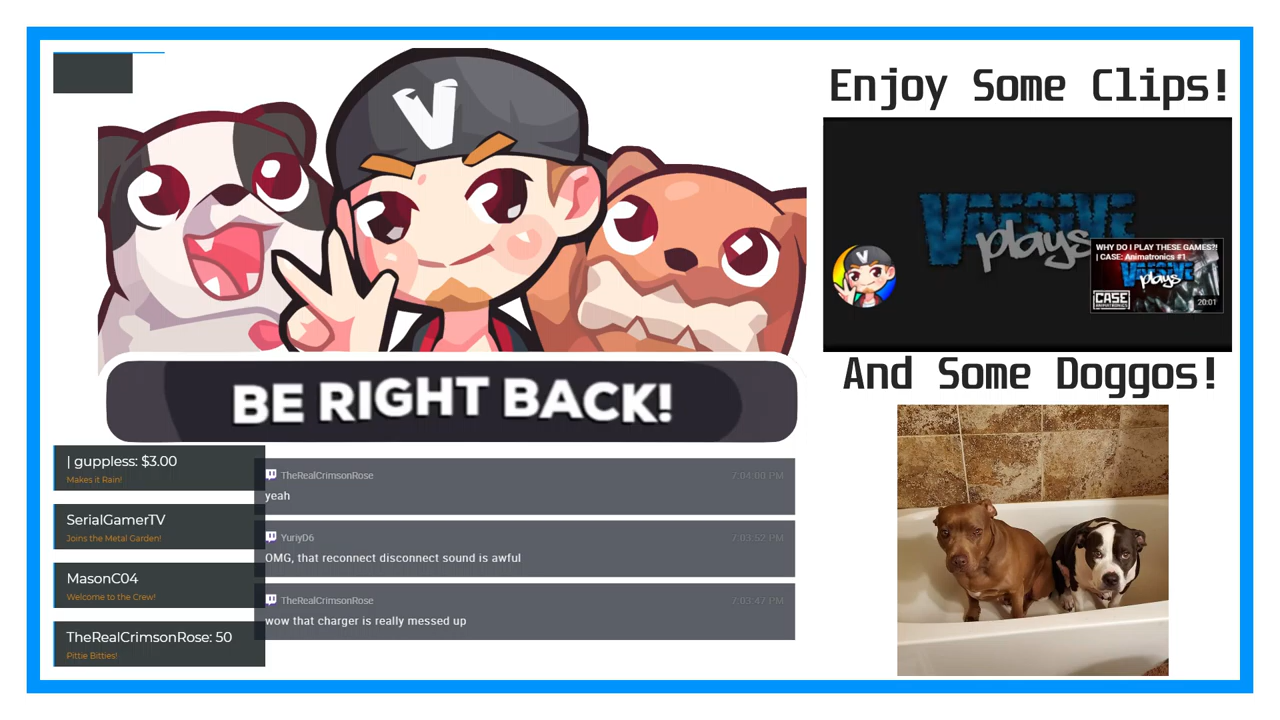 V
BE RIGHT BACK!
| guppless: $3.00
Makes it Rain!
SerialGamerTV
Joins the Metal Garden!
MasonC04
Welcome to the Crew!
TheRealCrimsonRose: 50
Pittie Bitties!
TheRealCrimsonRose 7:04:00 PM
yeah
YuriyD6 7:03:52 PM
OMG, that reconnect disconnect sound is awful
TheRealCrimsonRose 7:03:47 PM
wow that charger is really messed up
Enjoy Some Clips!
plays
V
WHY DO I PLAY THESE GAMES?!
| CASE: Animatronics #1
plays
CASE
ANIMATRONICS
20:01
And Some Doggos!